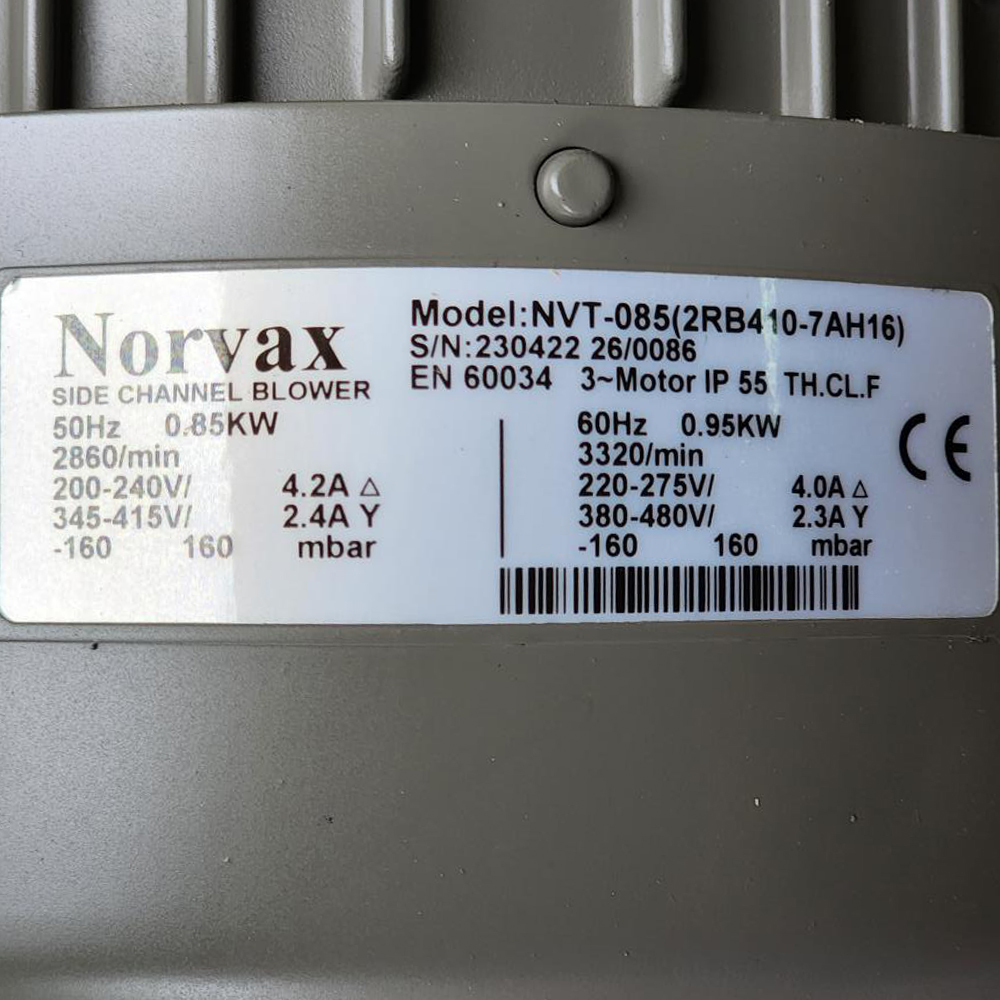 Norvax
SIDE CHANNEL BLOWER
Model:NVT-085(2RB410-7AH16)
S/N:230422 26/0086
EN 60034 3~Motor IP 55 TH.CL.F
50Hz 0.85KW
2860/min
200-240V/ 4.2A △
345-415V/ 2.4A Y
-160 160 mbar
60Hz 0.95KW
3320/min
220-275V/ 4.0A △
380-480V/ 2.3A Y
-160 160 mbar
CE